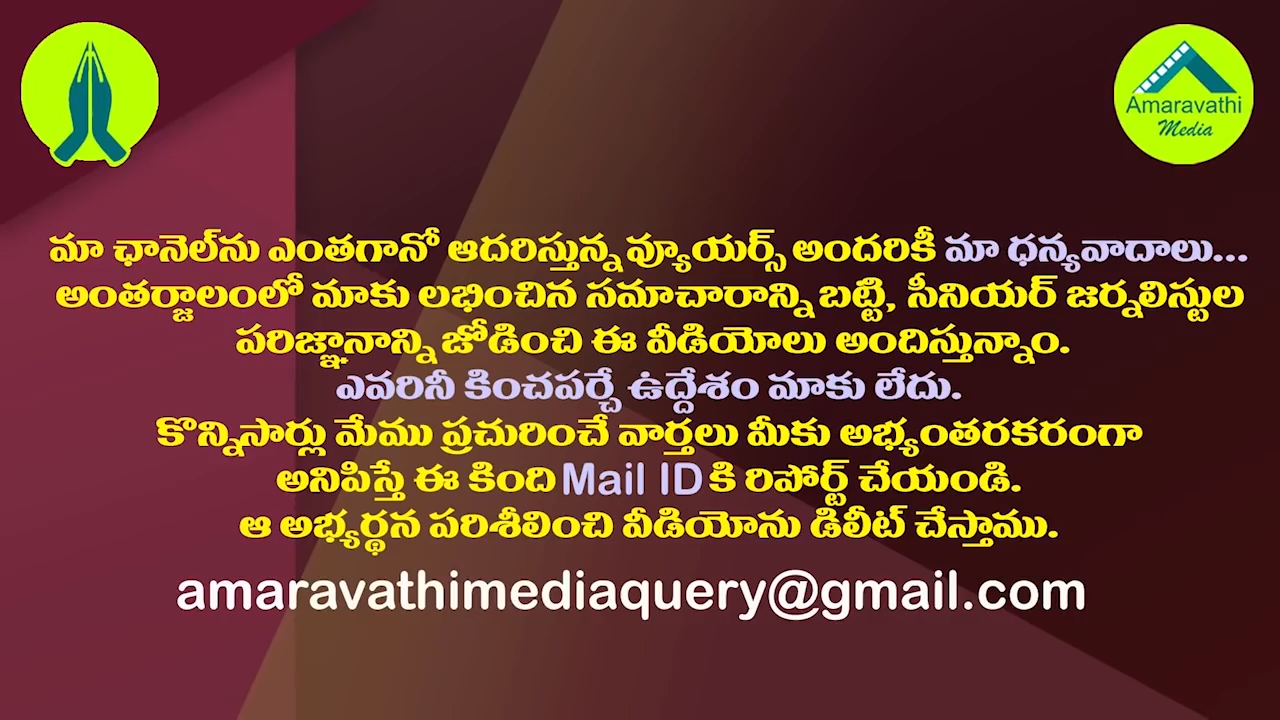 Amaravathi
Media
మా ఛానెల్‌ను ఎంతగానో ఆదరిస్తున్న వ్యూయర్స్ అందరికీ మా ధన్యవాదాలు...
అంతర్జాలంలో మాకు లభించిన సమాచారాన్ని బట్టి, సీనియర్ జర్నలిస్టుల
పరిజ్ఞానాన్ని జోడించి ఈ వీడియోలు అందిస్తున్నాం.
ఎవరినీ కించపర్చే ఉద్దేశం మాకు లేదు.
కొన్నిసార్లు మేము ప్రచురించే వార్తలు మీకు అభ్యంతరకరంగా
అనిపిస్తే ఈ కింది Mail ID కి రిపోర్ట్ చేయండి.
ఆ అభ్యర్థన పరిశీలించి వీడియోను డిలీట్ చేస్తాము.
amaravathimediaquery@gmail.com